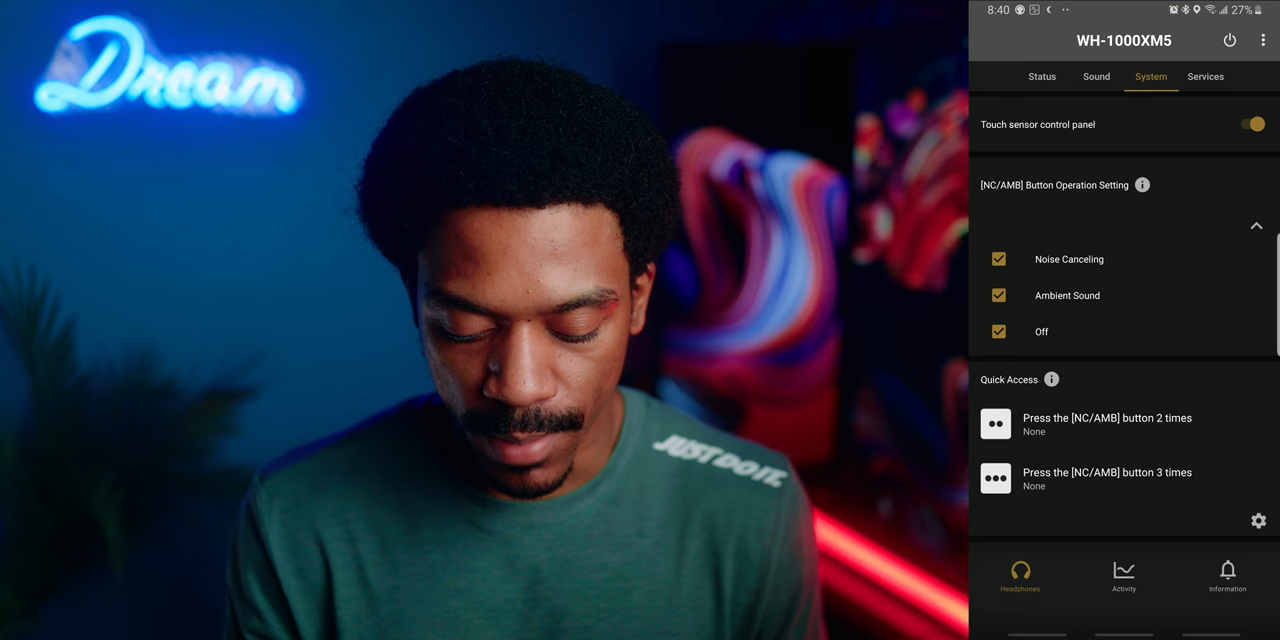 Dream
JUST DO IT.
8:40
27%
WH-1000XM5
Status Sound System Services
Touch sensor control panel
[NC/AMB] Button Operation Setting
Noise Canceling
Ambient Sound
Off
Quick Access
Press the [NC/AMB] button 2 times
None
Press the [NC/AMB] button 3 times
None
Headphones Activity Information